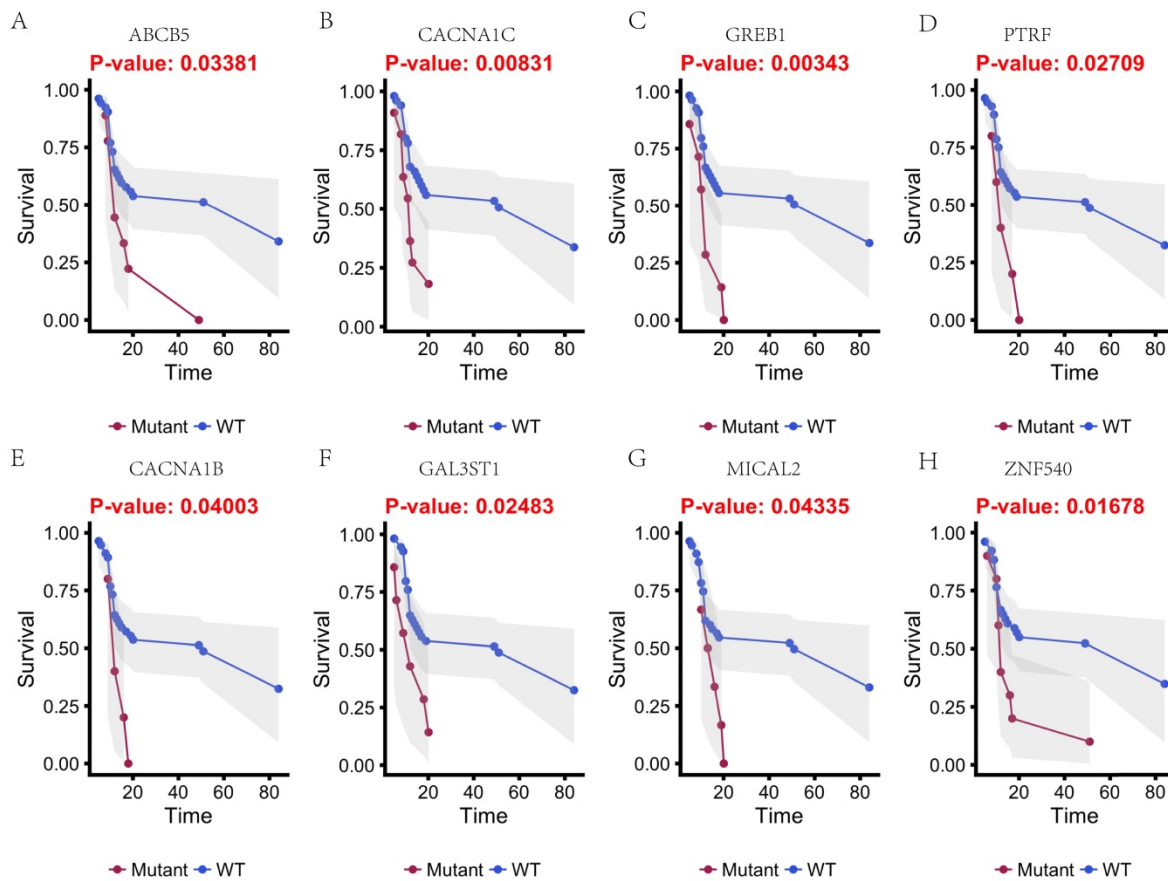 A
ABCB5
P-value: 0.03381
1.00
0.75
0.50
0.25
0.00
Survival
20 40 60 80
Time
Mutant WT
B
CACNA1C
P-value: 0.00831
1.00
0.75
0.50
0.25
0.00
Survival
20 40 60 80
Time
Mutant WT
C
GREB1
P-value: 0.00343
1.00
0.75
0.50
0.25
0.00
Survival
20 40 60 80
Time
Mutant WT
D
PTRF
P-value: 0.02709
1.00
0.75
0.50
0.25
0.00
Survival
20 40 60 80
Time
Mutant WT
E
CACNA1B
P-value: 0.04003
1.00
0.75
0.50
0.25
0.00
Survival
20 40 60 80
Time
Mutant WT
F
GAL3ST1
P-value: 0.02483
1.00
0.75
0.50
0.25
0.00
Survival
20 40 60 80
Time
Mutant WT
G
MICAL2
P-value: 0.04335
1.00
0.75
0.50
0.25
0.00
Survival
20 40 60 80
Time
Mutant WT
H
ZNF540
P-value: 0.01678
1.00
0.75
0.50
0.25
0.00
Survival
20 40 60 80
Time
Mutant WT